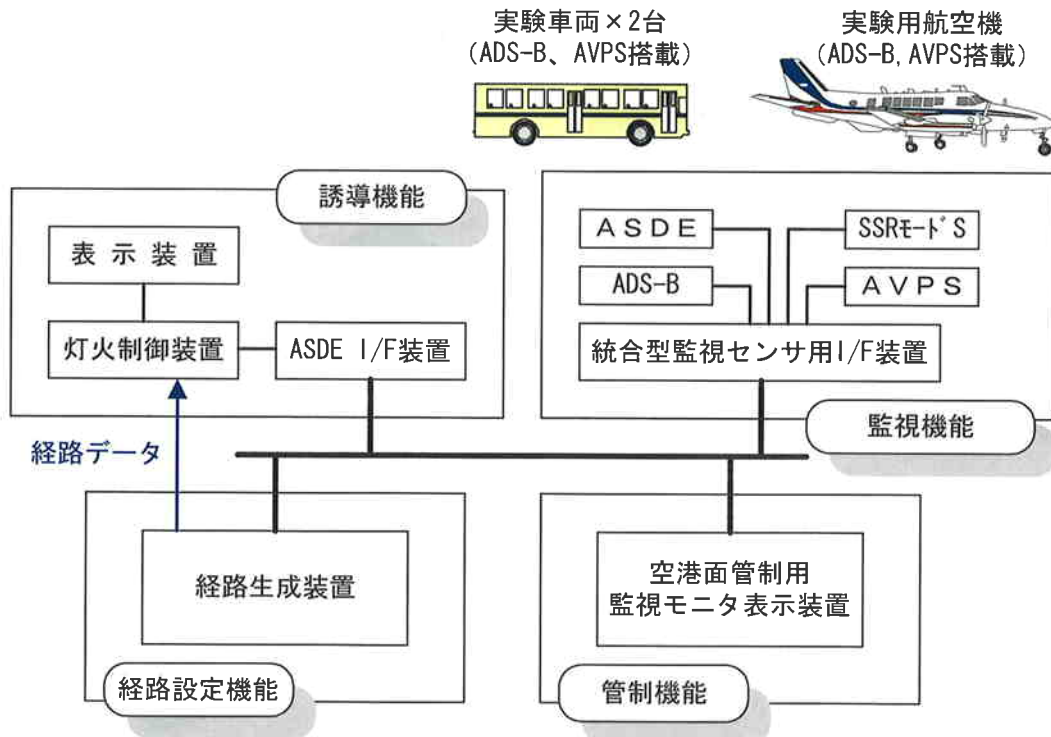 実験車両×2台
(ADS-B、AVPS搭載)
実験用航空機
(ADS-B,AVPS搭載)
誘導機能
表示装置
灯火制御装置
ASDE I/F装置
ASDE
SSRモードS
ADS-B
AVPS
統合型監視センサ用I/F装置
監視機能
経路データ
経路生成装置
経路設定機能
空港面管制用
監視モニタ表示装置
管制機能